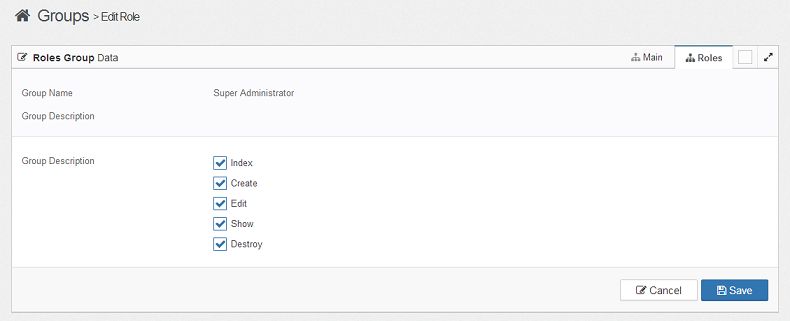 Groups > Edit Role
Roles Group Data
Main
Roles
Group Name
Super Administrator
Group Description
Group Description
Index
Create
Edit
Show
Destroy
Cancel
Save